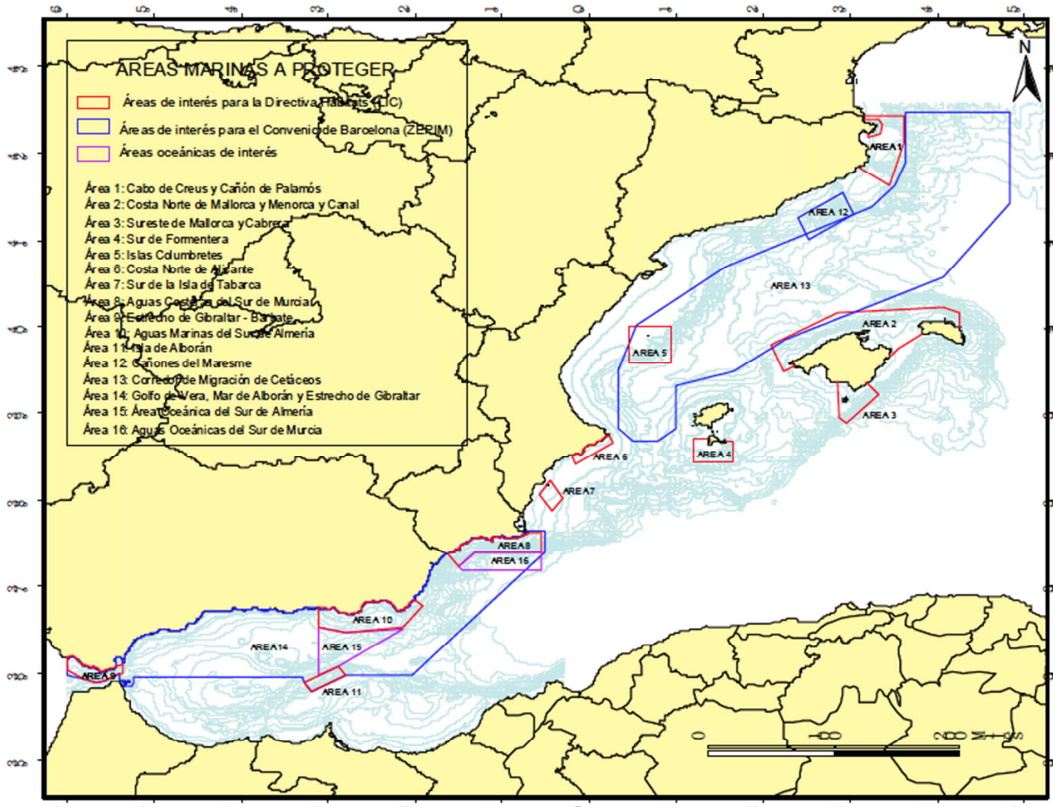 AREAS MARINAS A PROTEGER
Áreas de interés para la Directiva Hábitats (LIC)
Áreas de interés para el Convenio de Barcelona (ZEPIM)
Áreas oceánicas de interés
Área 1: Cabo de Creus y Cañón de Palamós
Área 2: Costa Norte de Mallorca y Menorca y Canal
Área 3: Sureste de Mallorca y Cabrera
Área 4: Sur de Formentera
Área 5: Islas Columbretes
Área 6: Costa Norte de Alicante
Área 7: Sur de la Isla de Tabarca
Área 8: Aguas Costeras del Sur de Murcia
Área 9: Estrecho de Gibraltar - Barbate
Área 10: Aguas Marinas del Sur de Almería
Área 11: Isla de Alborán
Área 12: Cañones del Maresme
Área 13: Corredor de Migración de Cetáceos
Área 14: Golfo de Vera, Mar de Alborán y Estrecho de Gibraltar
Área 15: Área Oceánica del Sur de Almería
Área 16: Aguas Oceánicas del Sur de Murcia
N
AREA 1
AREA 12
AREA 13
AREA 2
AREA 5
AREA 3
AREA 4
AREA 6
AREA 7
AREA 8
AREA 16
AREA 10
AREA 14
AREA 15
AREA 9
AREA 11